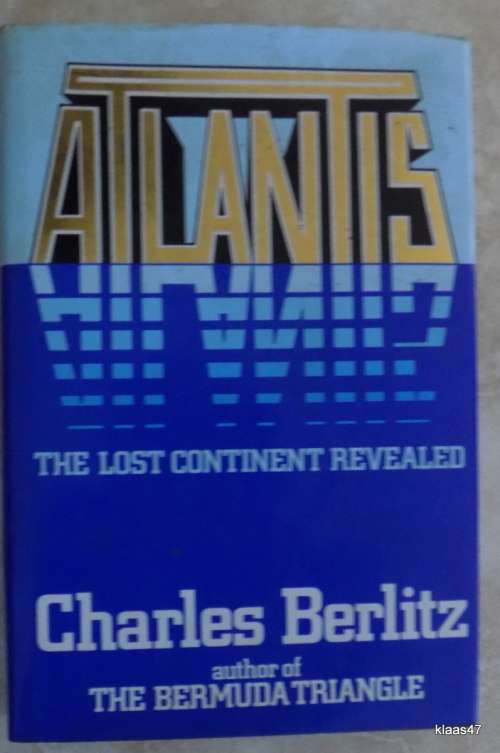 ATLANTIS
THE LOST CONTINENT REVEALED
Charles Berlitz
author of
THE BERMUDA TRIANGLE
klaas47